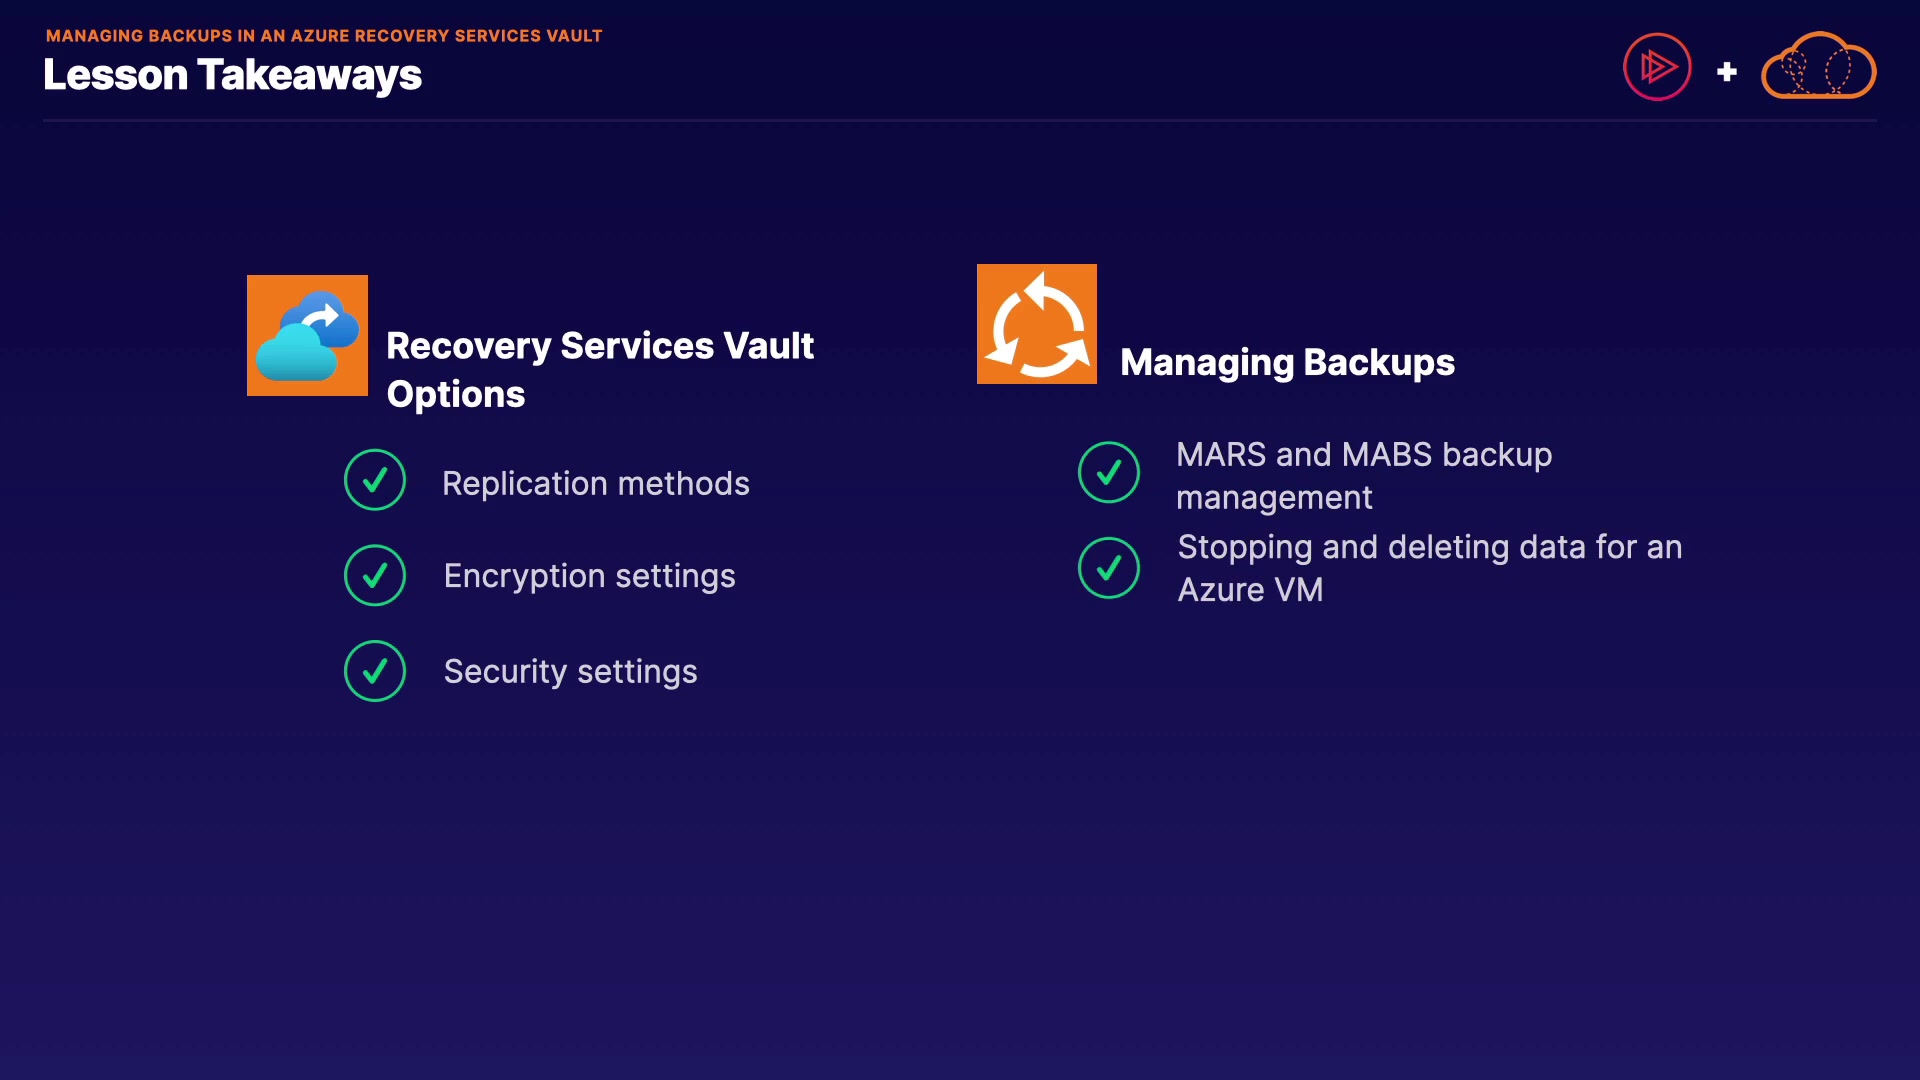 MANAGING BACKUPS IN AN AZURE RECOVERY SERVICES VAULT
Lesson Takeaways
Recovery Services Vault
Options
Replication methods
Encryption settings
Security settings
Managing Backups
MARS and MABS backup
management
Stopping and deleting data for an
Azure VM